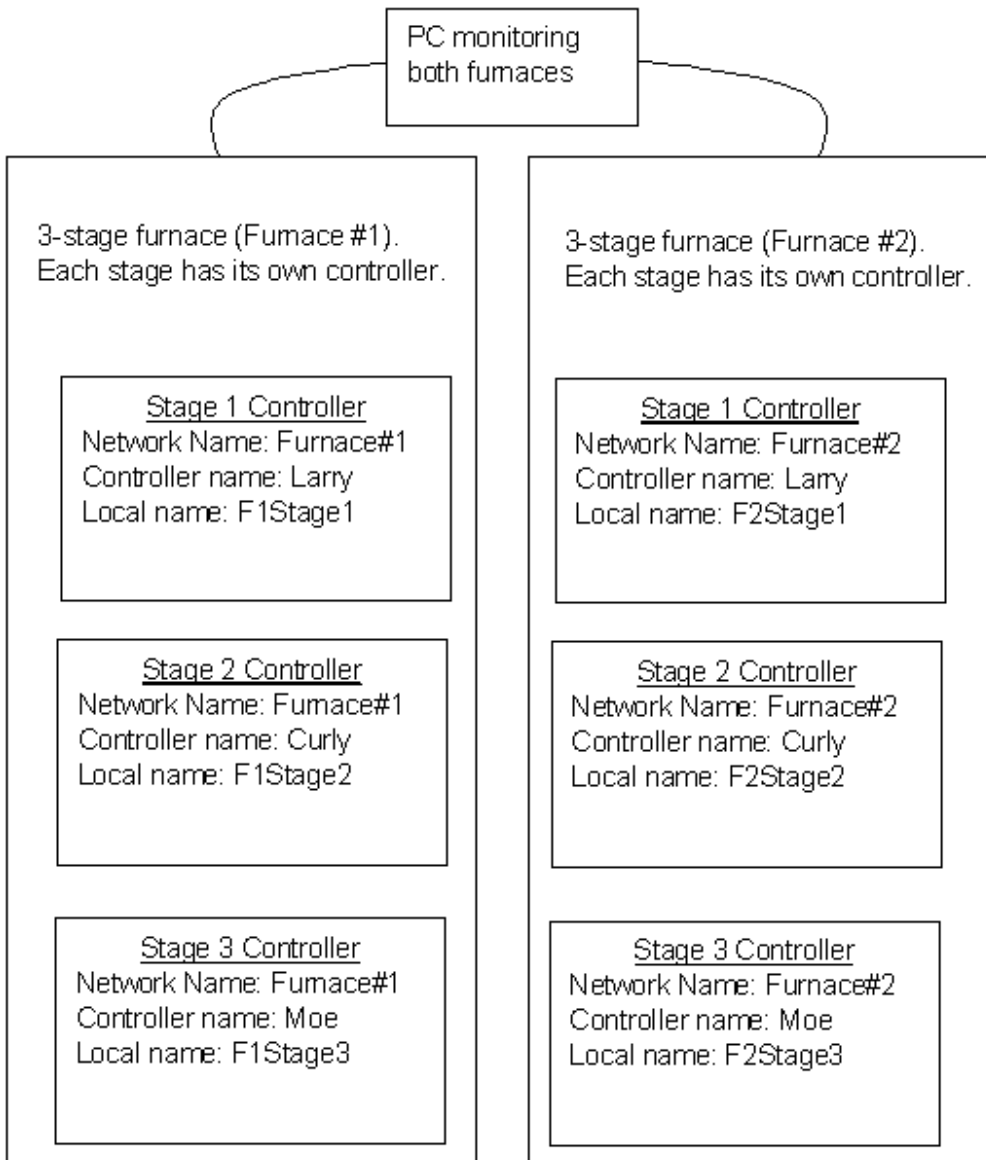 PC monitoring
both furnaces
3-stage furnace (Furnace #1).
Each stage has its own controller.
Stage 1 Controller
Network Name: Furnace#1
Controller name: Larry
Local name: F1Stage1
Stage 2 Controller
Network Name: Furnace#1
Controller name: Curly
Local name: F1Stage2
Stage 3 Controller
Network Name: Furnace#1
Controller name: Moe
Local name: F1Stage3
3-stage furnace (Furnace #2).
Each stage has its own controller.
Stage 1 Controller
Network Name: Furnace#2
Controller name: Larry
Local name: F2Stage1
Stage 2 Controller
Network Name: Furnace#2
Controller name: Curly
Local name: F2Stage2
Stage 3 Controller
Network Name: Furnace#2
Controller name: Moe
Local name: F2Stage3